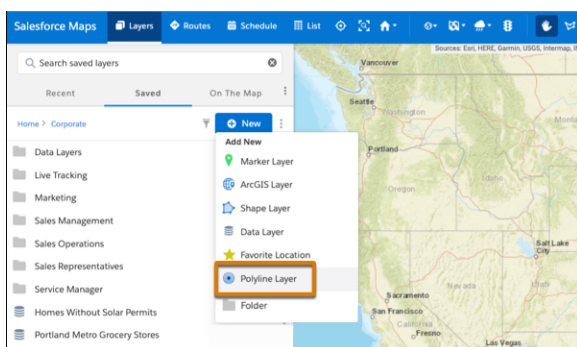 Salesforce Maps Layers Routes Schedule List
Sources: Esri, HERE, Garmin, USGS, Intermap,
Search saved layers
Recent Saved On The Map
Home > Corporate New
Add New
Marker Layer
ArcGIS Layer
Shape Layer
Data Layer
Favorite Location
Polyline Layer
Folder
Data Layers
Live Tracking
Marketing
Sales Management
Sales Operations
Sales Representatives
Service Manager
Homes Without Solar Permits
Portland Metro Grocery Stores
Vancouver
Seattle
Washington
Portland
Oregon
Idaho
Salt Lake
City
Nevada
Sacramento
San Francisco
California
Fresno
Las Vegas